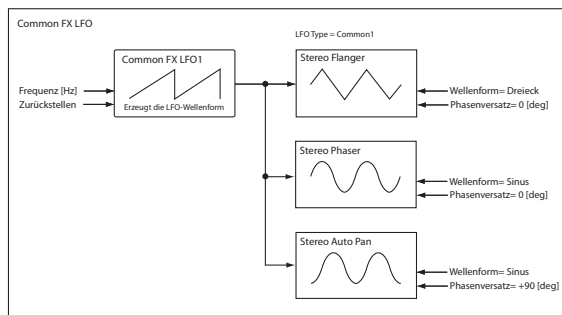 Common FX LFO
LFO Type = Common1
Common FX LFO1
Erzeugt die LFO-Wellenform
Frequenz [Hz]
Zurückstellen
Stereo Flanger
Wellenform= Dreieck
Phasenversatz= 0 [deg]
Stereo Phaser
Wellenform= Sinus
Phasenversatz= 0 [deg]
Stereo Auto Pan
Wellenform= Sinus
Phasenversatz= +90 [deg]